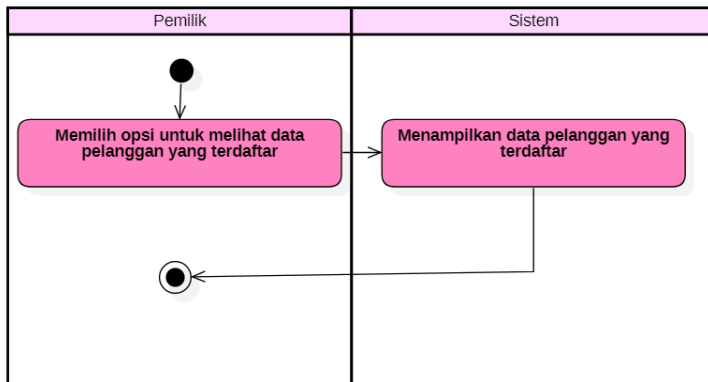 Pemilik
Sistem
Memilih opsi untuk melihat data
pelanggan yang terdaftar
Menampilkan data pelanggan yang
terdaftar